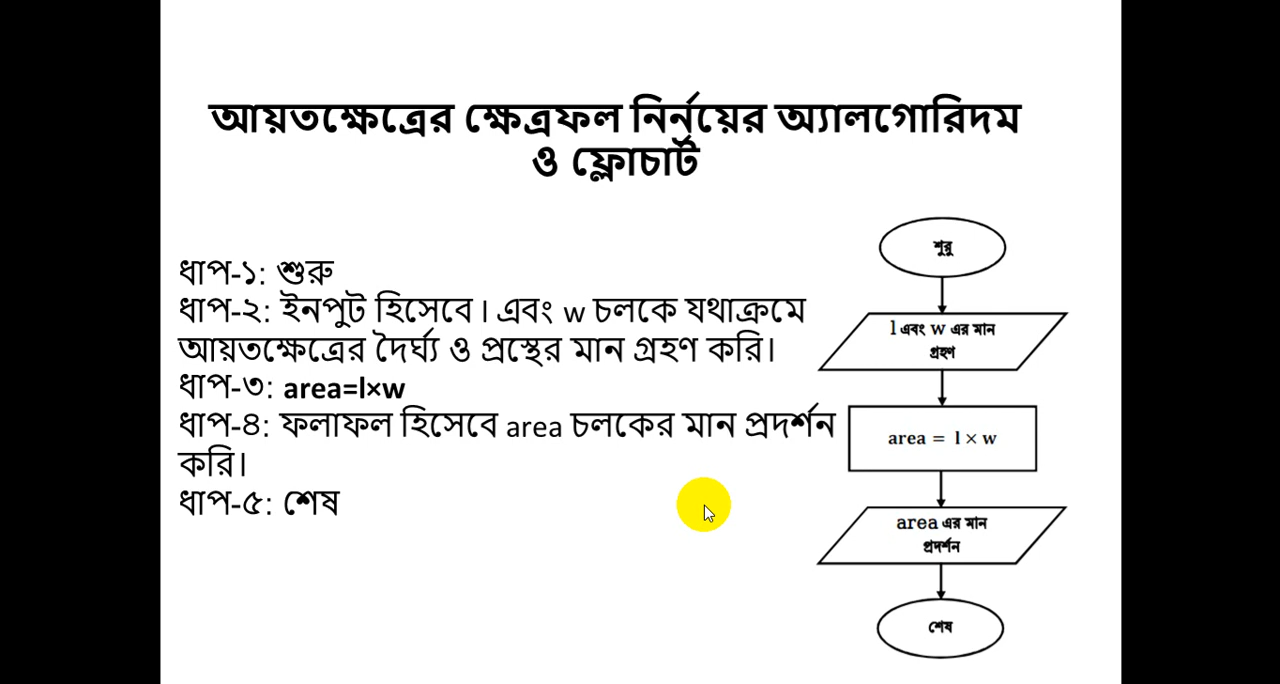 আয়তক্ষেত্রের ক্ষেত্রফল নির্নয়ের অ্যালগোরিদম
ও ফ্লোচার্ট
ধাপ-১: শুরু
ধাপ-২: ইনপুট হিসেবে l এবং w চলকে যথাক্রমে
আয়তক্ষেত্রের দৈর্ঘ্য ও প্রস্থের মান গ্রহণ করি।
ধাপ-৩: area=l×w
ধাপ-৪: ফলাফল হিসেবে area চলকের মান প্রদর্শন
করি।
ধাপ-৫: শেষ
শুরু
l এবং w এর মান
গ্রহণ
area = l × w
area এর মান
প্রদর্শন
শেষ